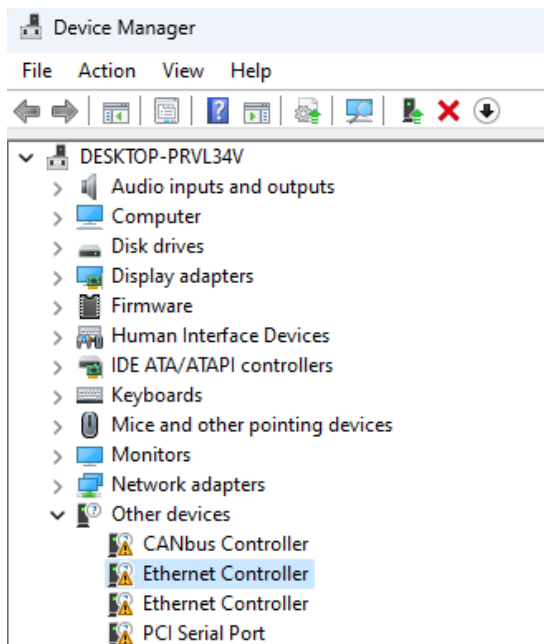 Device Manager
File Action View Help
DESKTOP-PRVL34V
Audio inputs and outputs
Computer
Disk drives
Display adapters
Firmware
Human Interface Devices
IDE ATA/ATAPI controllers
Keyboards
Mice and other pointing devices
Monitors
Network adapters
Other devices
CANbus Controller
Ethernet Controller
Ethernet Controller
PCI Serial Port